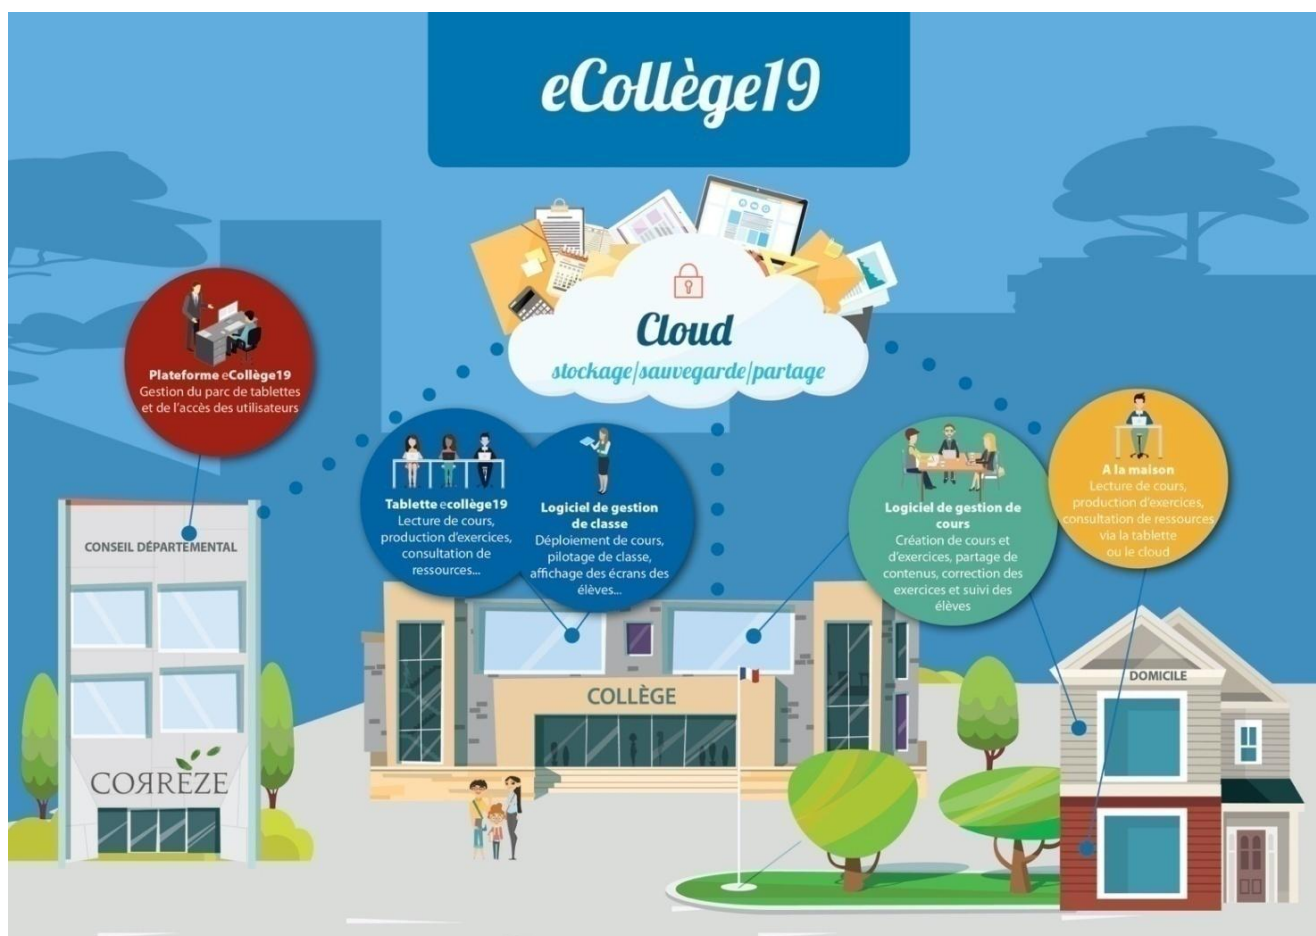 eCollège19
Cloud
stockage/sauvegarde/partage
Plateforme eCollège19
Gestion du parc de tablettes
et de l'accès des utilisateurs
Tablette ecollège19
Lecture de cours,
production d'exercices,
consultation de
ressources...
Logiciel de gestion
de classe
Déploiement de cours,
pilotage de classe,
affichage des écrans des
élèves...
Logiciel de gestion de
cours
Création de cours et
d'exercices, partage de
contenus, correction des
exercices et suivi des
élèves
A la maison
Lecture de cours,
production d'exercices,
consultation de ressources
via la tablette
ou le cloud
CONSEIL DÉPARTEMENTAL
CORRÈZE
COLLÈGE
DOMICILE